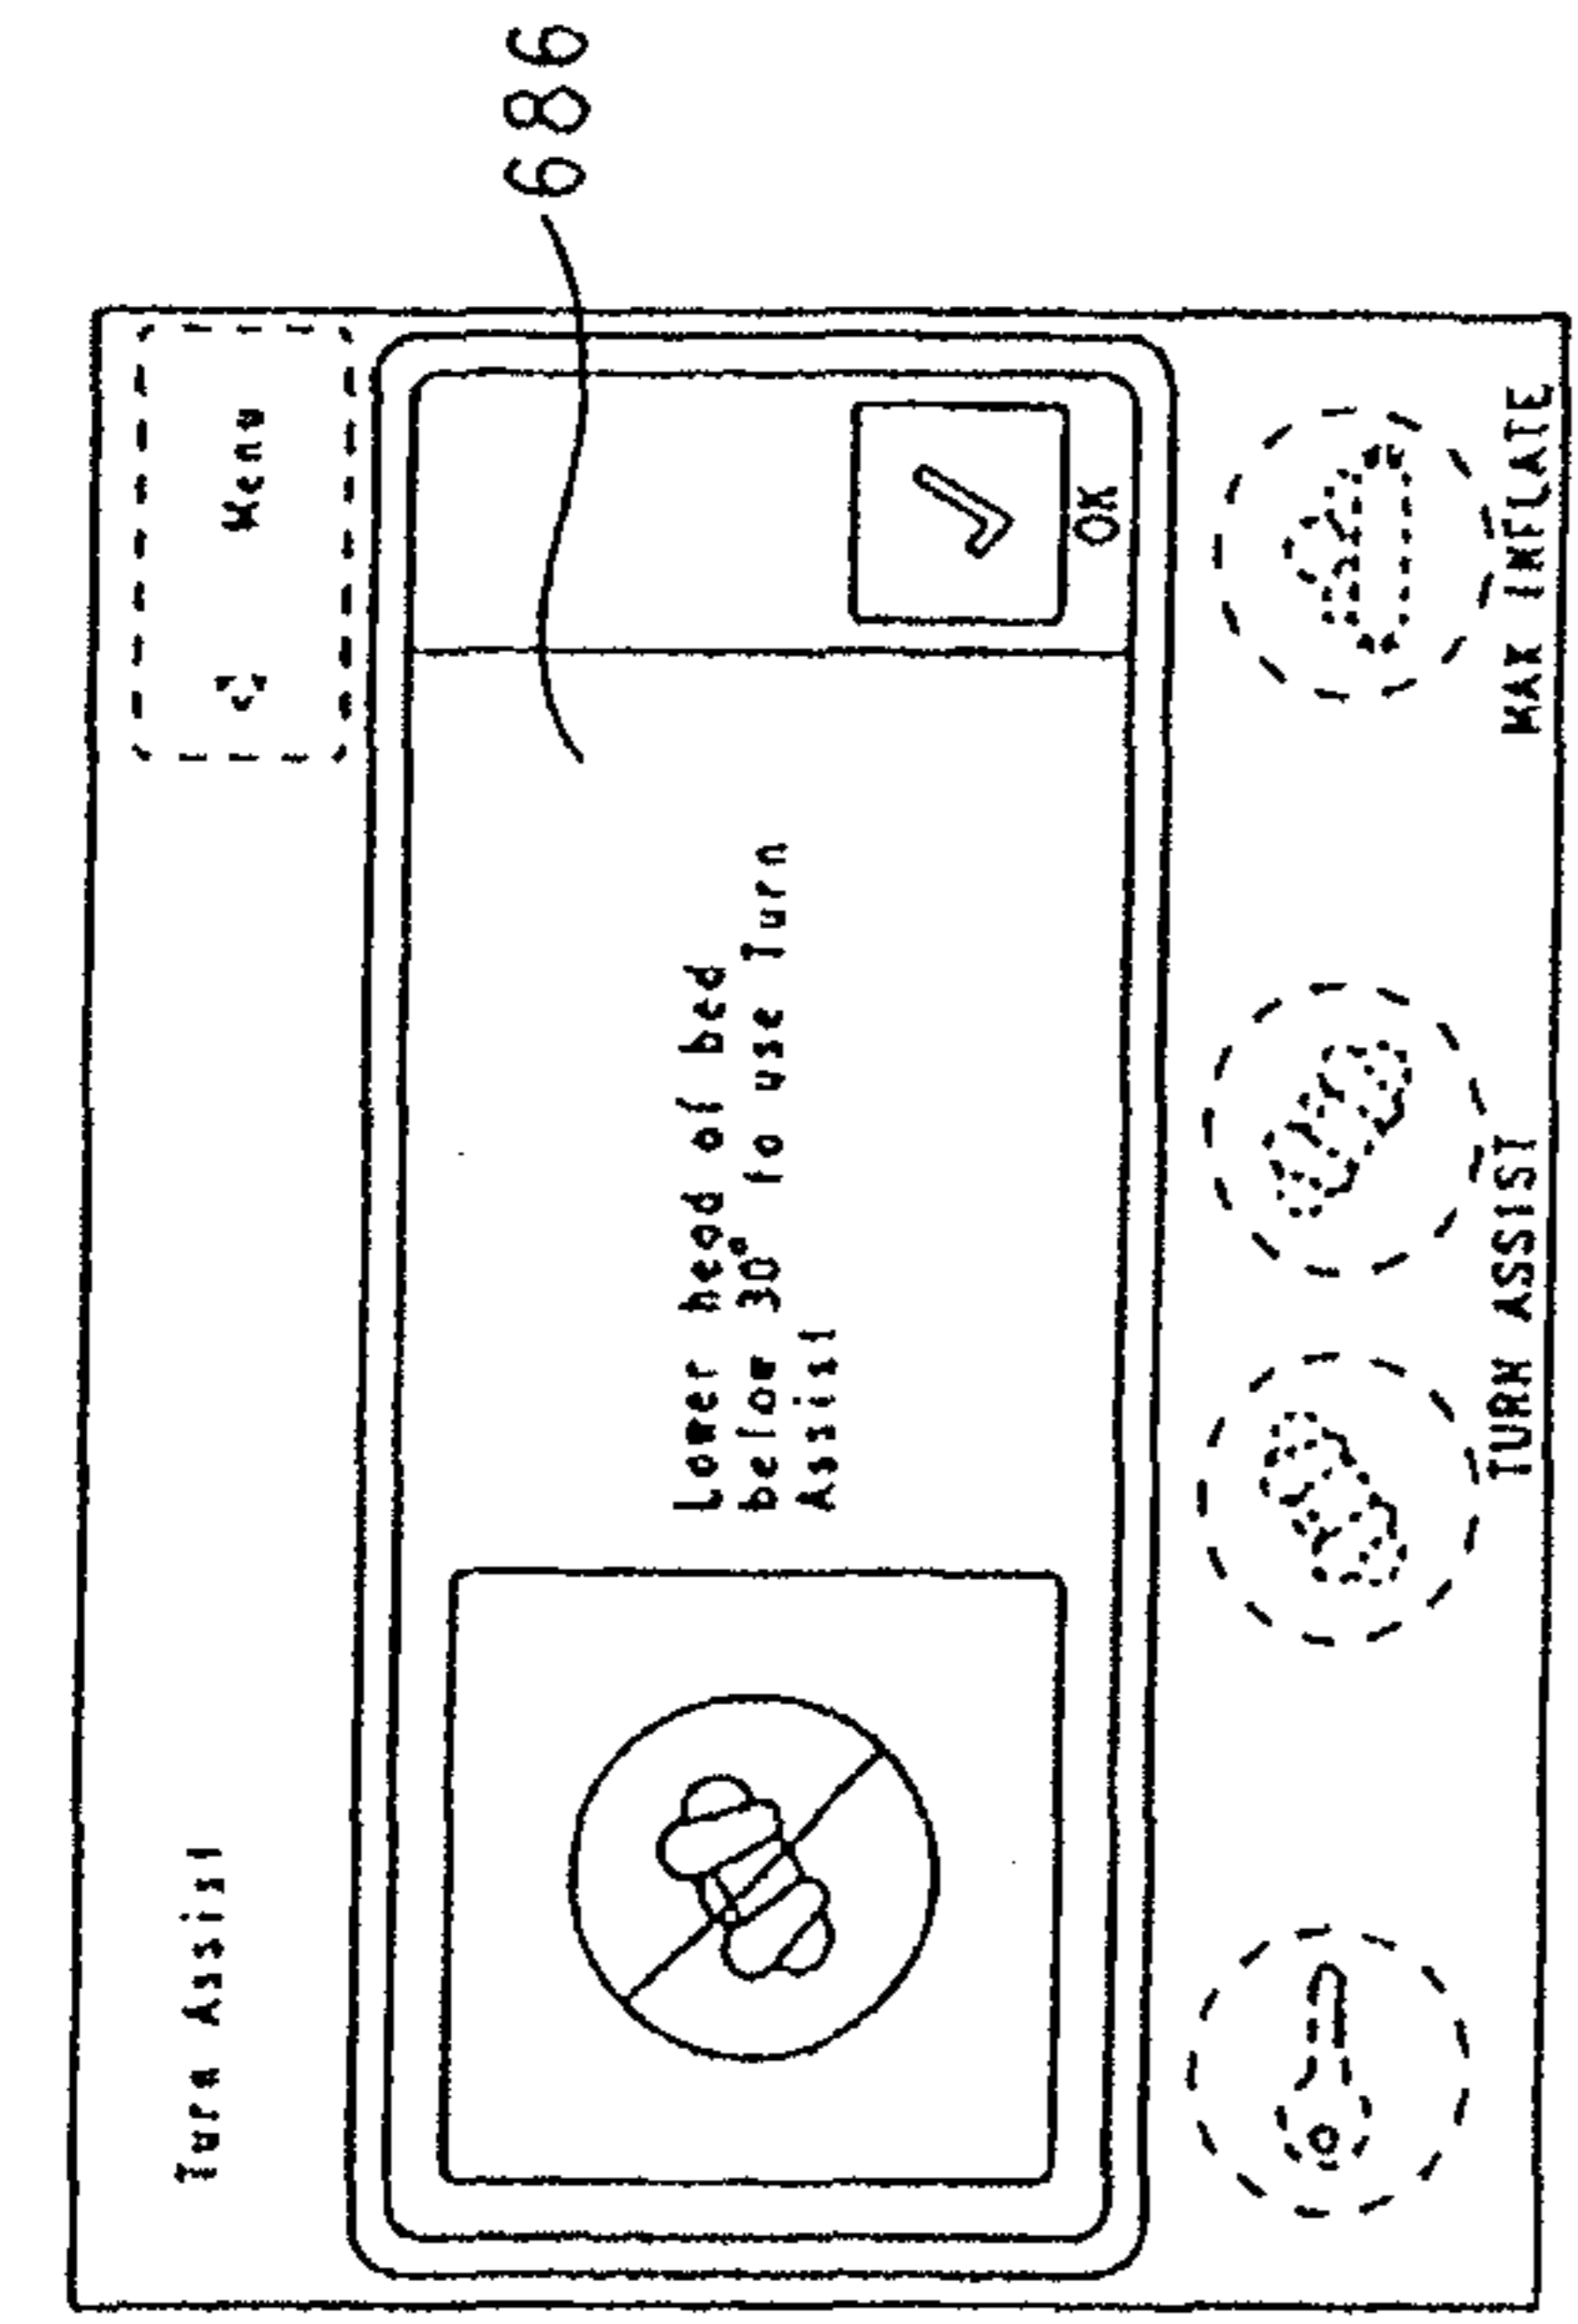 Turn Assist
Menu
686
Lower head of bed
below 30° to use Turn
Assist
OK
TURN ASSIST
MAX INFLATE